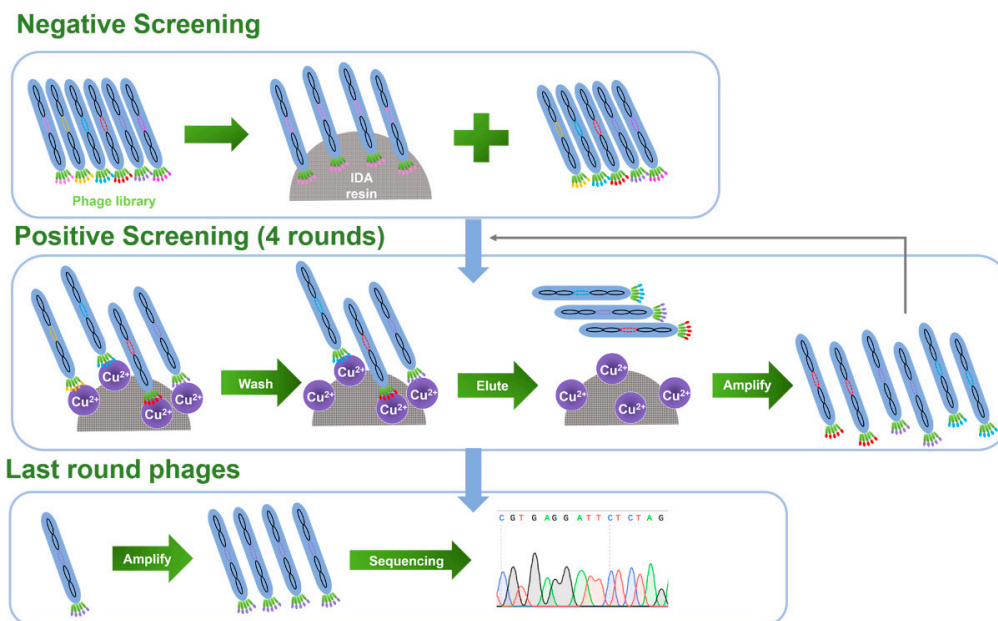 Negative Screening
Phage library
IDA
resin
Positive Screening (4 rounds)
Cu²⁺
Cu²⁺
Cu²⁺
Cu²⁺
Wash
Cu²⁺
Cu²⁺
Cu²⁺
Cu²⁺
Elute
Cu²⁺
Cu²⁺
Cu²⁺
Cu²⁺
Amplify
Last round phages
Amplify
Sequencing
C G T G A G G A T T C T C T A G